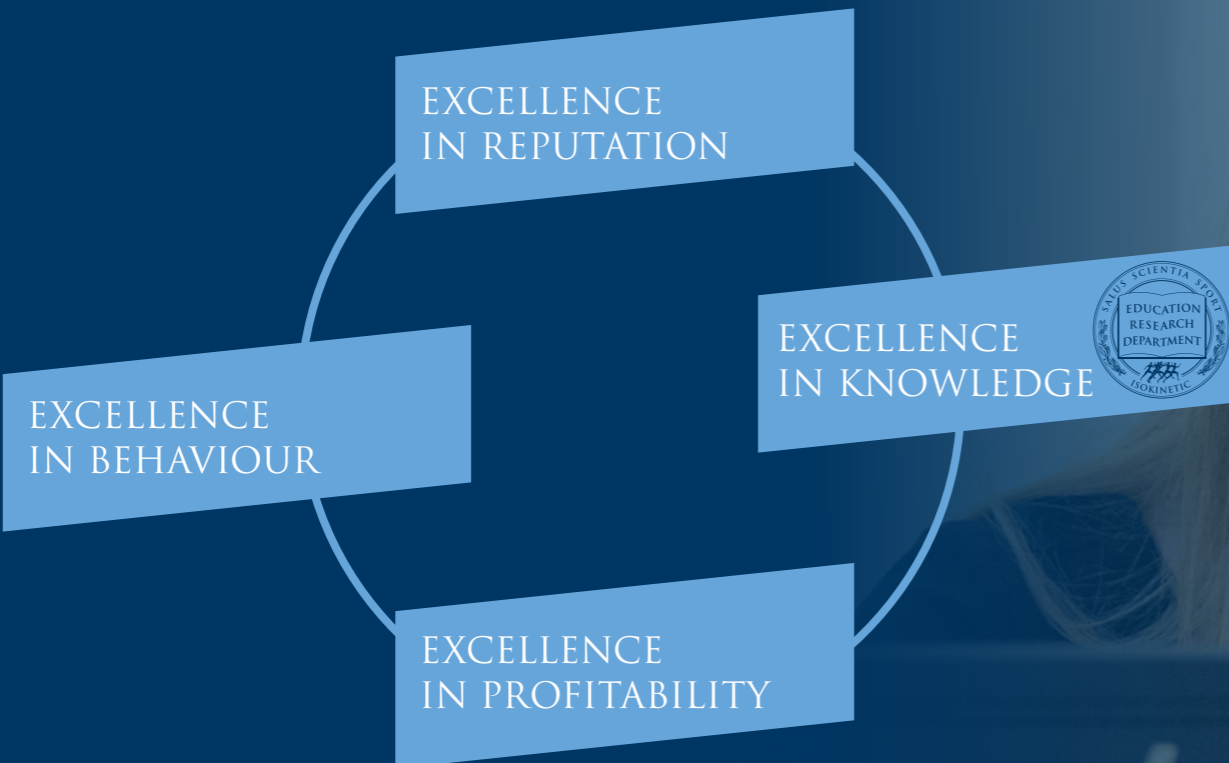 EXCELLENCE
IN REPUTATION
EXCELLENCE
IN KNOWLEDGE
SALUS SCIENTIA SPORT
EDUCATION
RESEARCH
DEPARTMENT
ISOKINETIC
EXCELLENCE
IN BEHAVIOUR
EXCELLENCE
IN PROFITABILITY